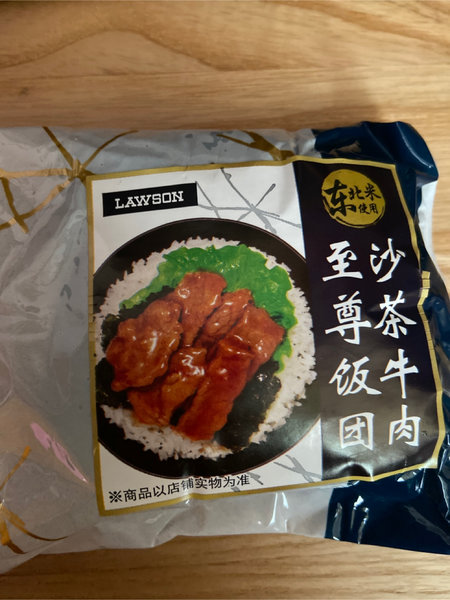 LAWSON
东北米
使用
沙茶牛肉
至尊饭团
※商品以店铺实物为准